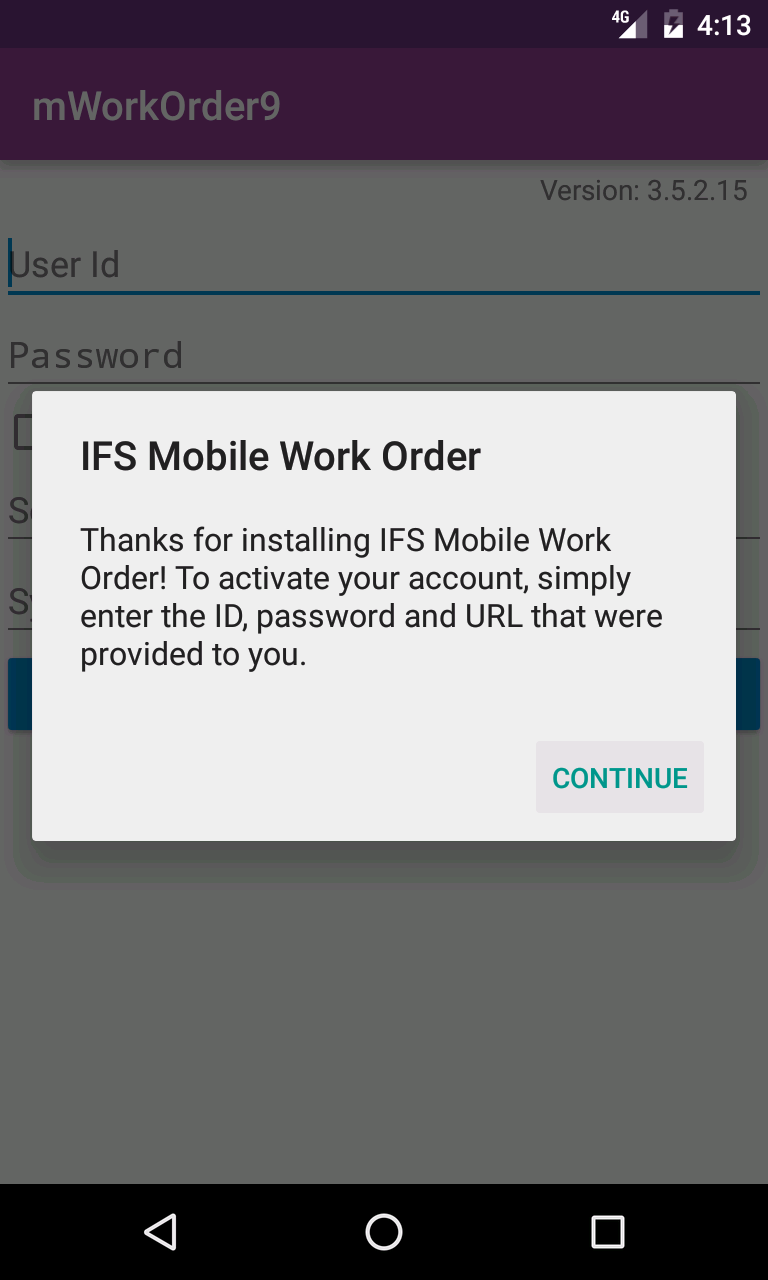 4G 4:13
mWorkOrder9
Version: 3.5.2.15
User Id
Password
IFS Mobile Work Order
Thanks for installing IFS Mobile Work
Order! To activate your account, simply
enter the ID, password and URL that were
provided to you.
CONTINUE